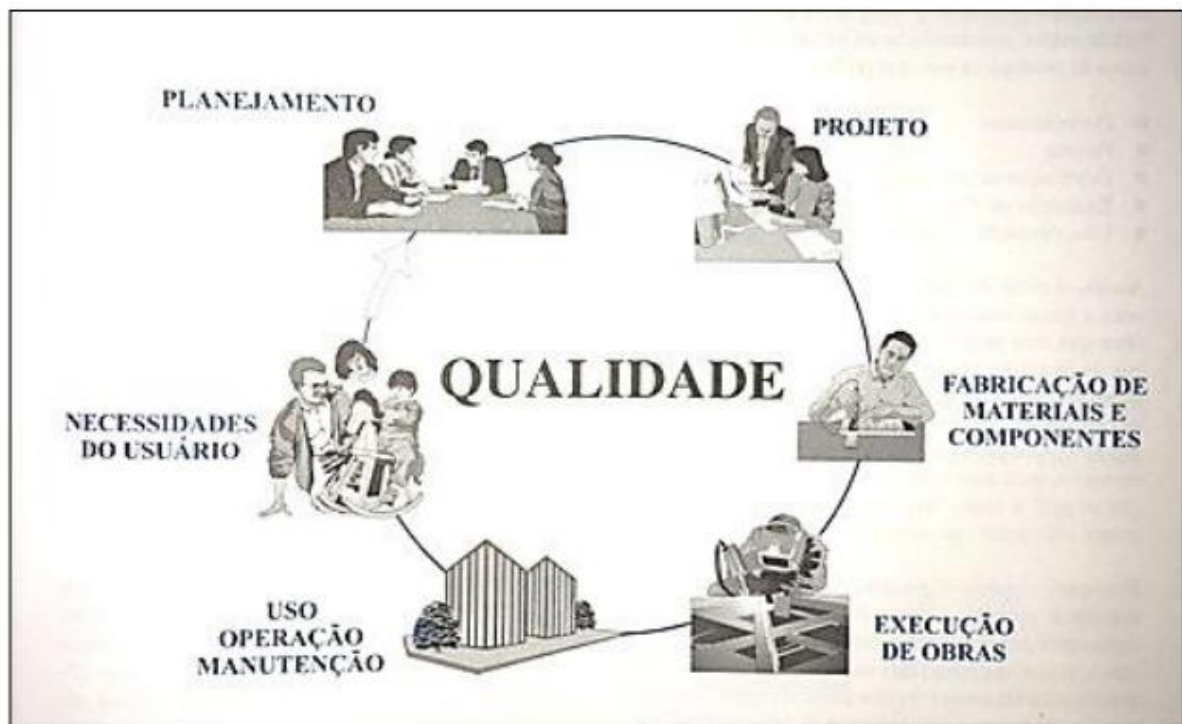 PLANEJAMENTO
PROJETO
QUALIDADE
FABRICAÇÃO DE
MATERIAIS E
COMPONENTES
NECESSIDADES
DO USUÁRIO
USO
OPERAÇÃO
MANUTENÇÃO
EXECUÇÃO
DE OBRAS